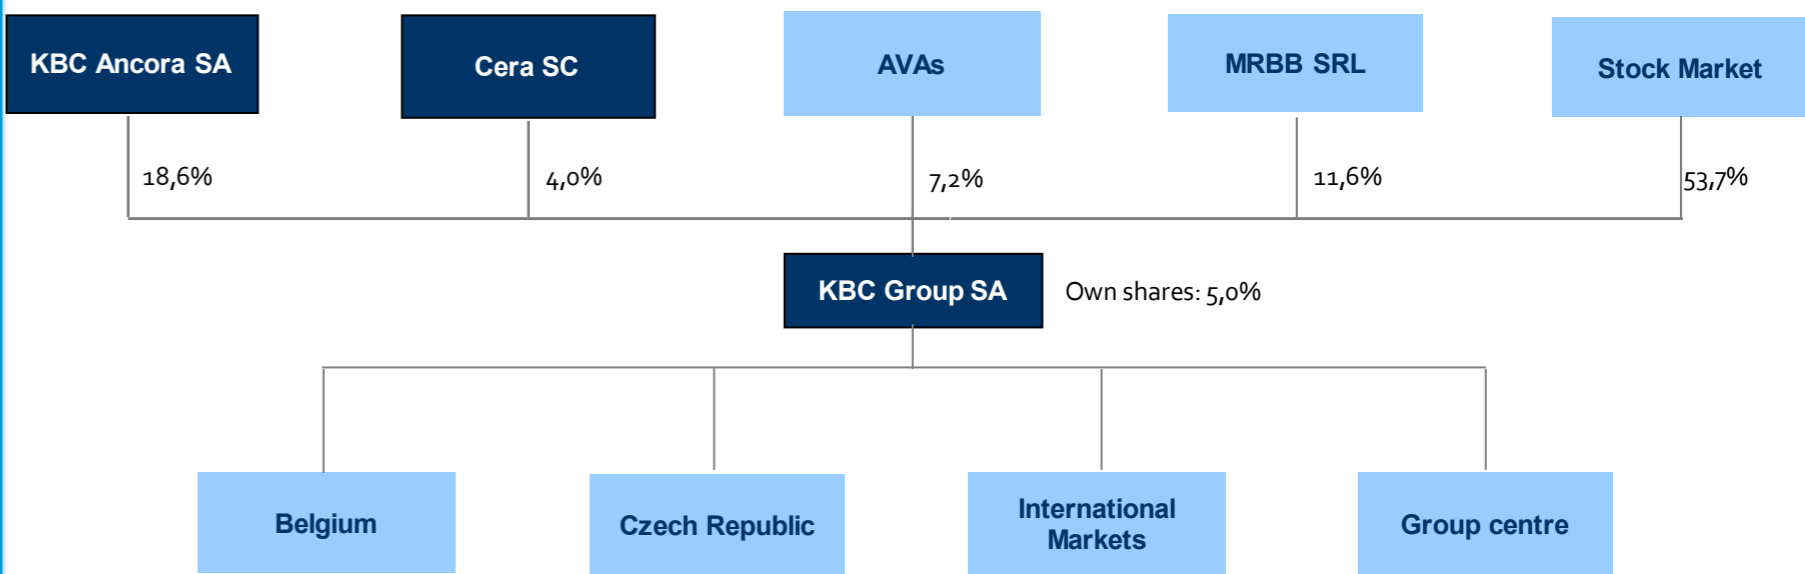 KBC Ancora SA
Cera SC
AVAs
MRBB SRL
Stock Market
18,6%
4,0%
7,2%
11,6%
53,7%
KBC Group SA
Own shares: 5,0%
Belgium
Czech Republic
International
Markets
Group centre